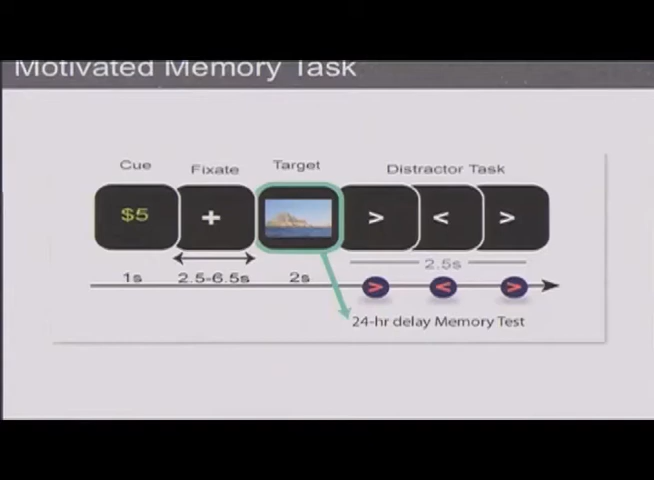 Motivated Memory Task
Cue
Fixate
Target
Distractor Task
$5
+
>
<
>
2.5s
1s
2.5-6.5s
2s
>
<
>
24-hr delay Memory Test